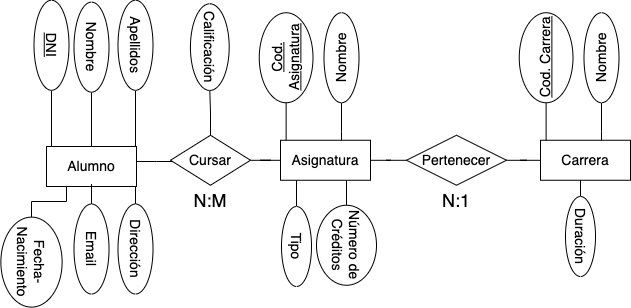 DNI
Nombre
Apellidos
Calificación
Cod.
Asignatura
Nombre
Cod. Carrera
Nombre
Alumno
Cursar
Asignatura
Pertenecer
Carrera
N:M
N:1
Fecha-
Nacimiento
Email
Dirección
Tipo
Número de
Créditos
Duración